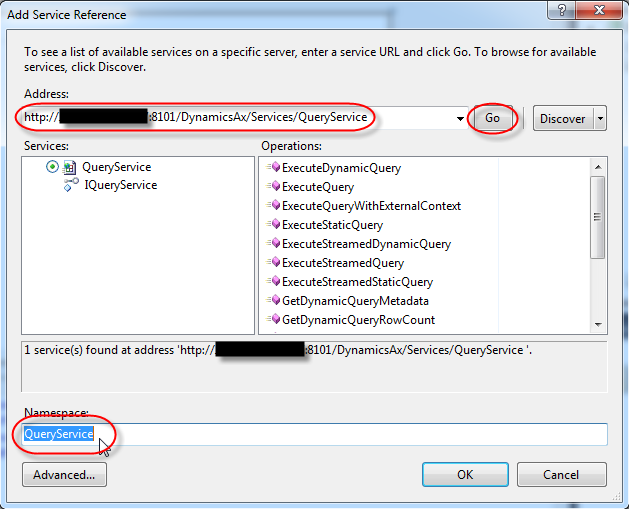 Add Service Reference
To see a list of available services on a specific server, enter a service URL and click Go. To browse for available
services, click Discover.
Address:
http://:8101/DynamicsAx/Services/QueryService
Go
Discover
Services:
Operations:
QueryService
IQueryService
ExecuteDynamicQuery
ExecuteQuery
ExecuteQueryWithExternalContext
ExecuteStaticQuery
ExecuteStreamedDynamicQuery
ExecuteStreamedQuery
ExecuteStreamedStaticQuery
GetDynamicQueryMetadata
GetDynamicQueryRowCount
1 service(s) found at address 'http://:8101/DynamicsAx/Services/QueryService '.
Namespace:
QueryService
Advanced...
OK
Cancel